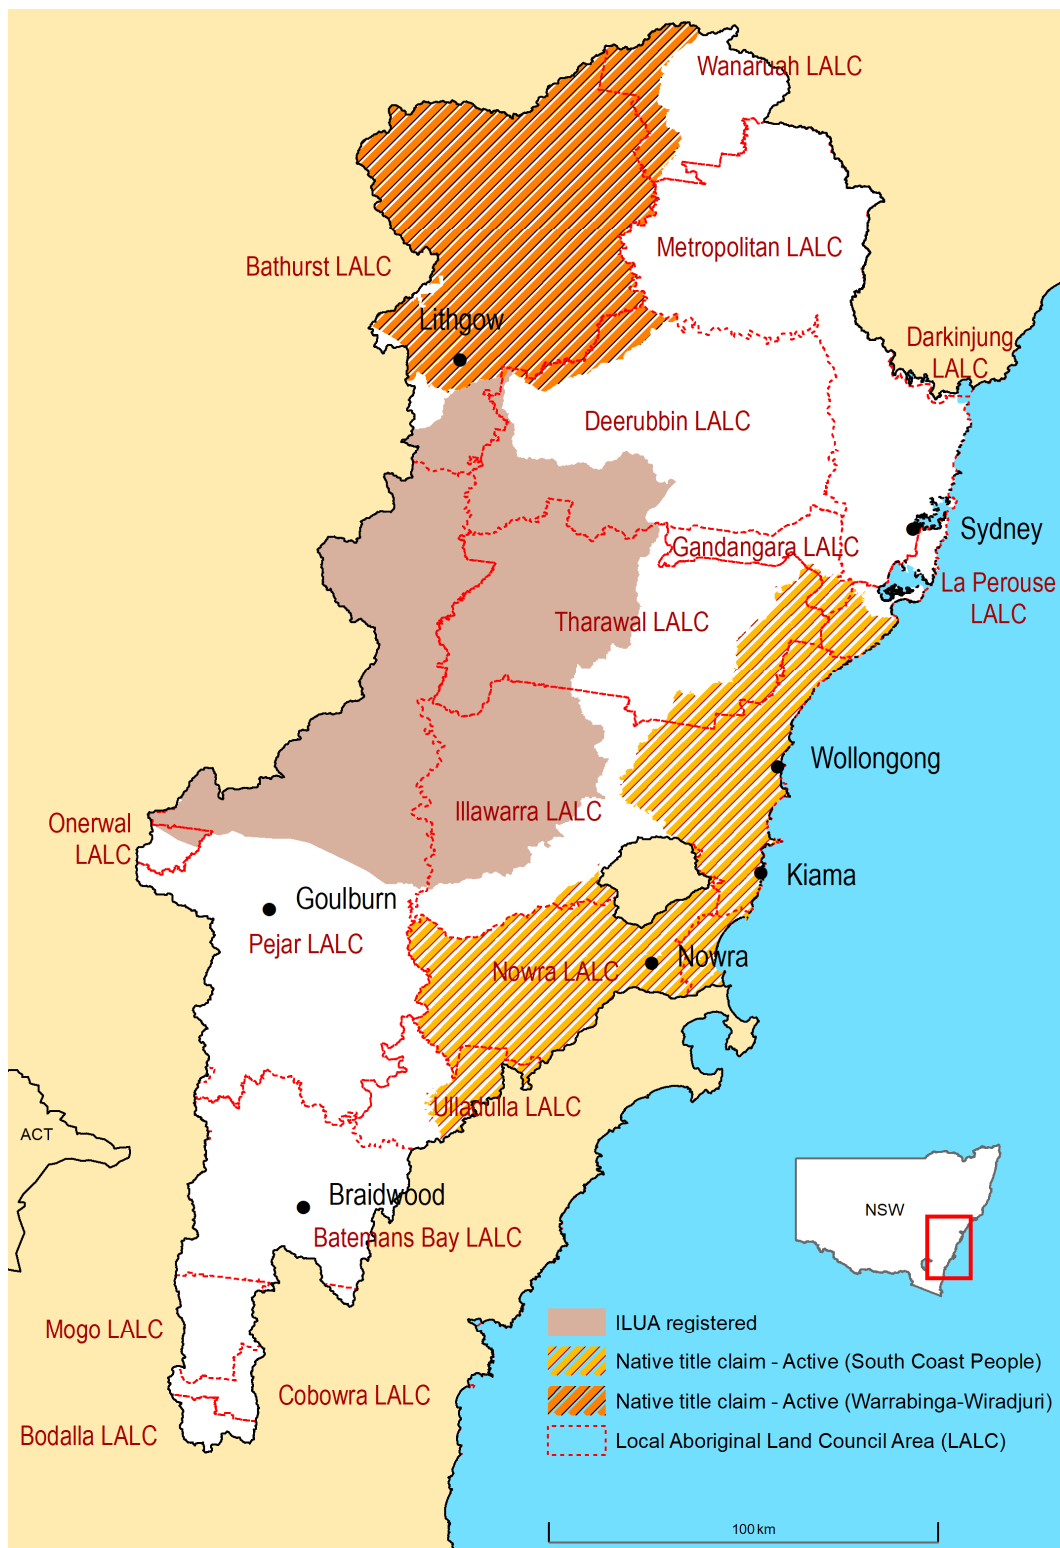 Wanaruah LALC
Metropolitan LALC
Bathurst LALC
Lithgow
Darkinjung
LALC
Deerubbin LALC
Sydney
Gandangara LALC
La Perouse
LALC
Tharawal LALC
Wollongong
Illawarra LALC
Onerwal
LALC
Kiama
Goulburn
Pejar LALC
Nowra
Nowra LALC
Ulladulla LALC
ACT
Braidwood
NSW
Batemans Bay LALC
Mogo LALC
Cobowra LALC
Bodalla LALC
ILUA registered
Native title claim - Active (South Coast People)
Native title claim - Active (Warrabinga-Wiradjuri)
Local Aboriginal Land Council Area (LALC)
100 km